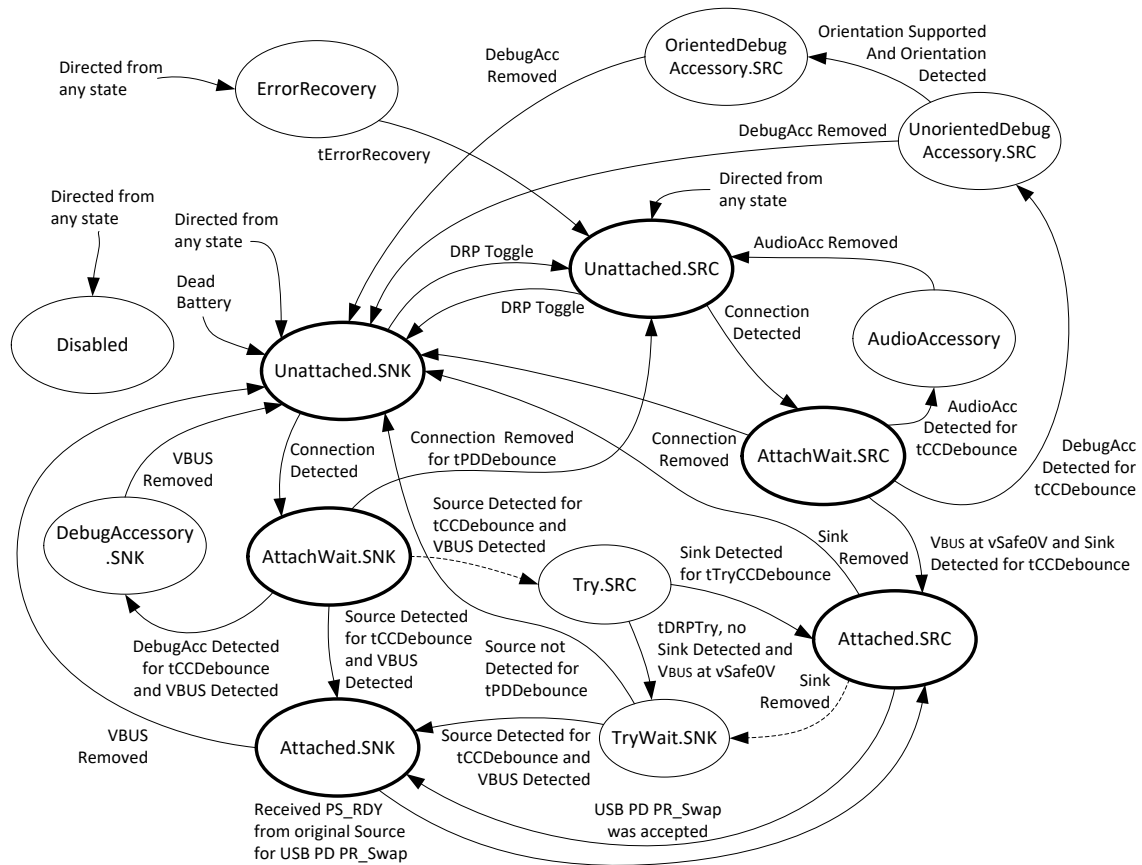 DebugAcc
Removed
OrientedDebug
Accessory.SRC
Orientation Supported
And Orientation
Detected
Directed from
any state
ErrorRecovery
tErrorRecovery
DebugAcc Removed
UnorientedDebug
Accessory.SRC
Directed from
any state
Directed from
any state
Directed from
any state
Dead
Battery
DRP Toggle
Unattached.SRC
AudioAcc Removed
DRP Toggle
Connection
Detected
Disabled
Unattached.SNK
AudioAccessory
AudioAcc
Detected for
tCCDebounce
DebugAcc
Detected for
tCCDebounce
VBUS
Removed
Connection
Detected
Connection Removed
for tPDDebounce
Connection
Removed
AttachWait.SRC
DebugAccessory
.SNK
AttachWait.SNK
Source Detected for
tCCDebounce and
VBUS Detected
Try.SRC
Sink Detected
for tTryCCDebounce
Sink
Removed
VBUS at vSafe0V and Sink
Detected for tCCDebounce
DebugAcc Detected
for tCCDebounce
and VBUS Detected
Source Detected
for tCCDebounce
and VBUS
Detected
Source not
Detected for
tPDDebounce
tDRPTry, no
Sink Detected and
VBUS at vSafe0V
Attached.SRC
Sink
Removed
VBUS
Removed
Attached.SNK
Source Detected for
tCCDebounce and
VBUS Detected
TryWait.SNK
Received PS_RDY
from original Source
for USB PD PR_Swap
USB PD PR_Swap
was accepted